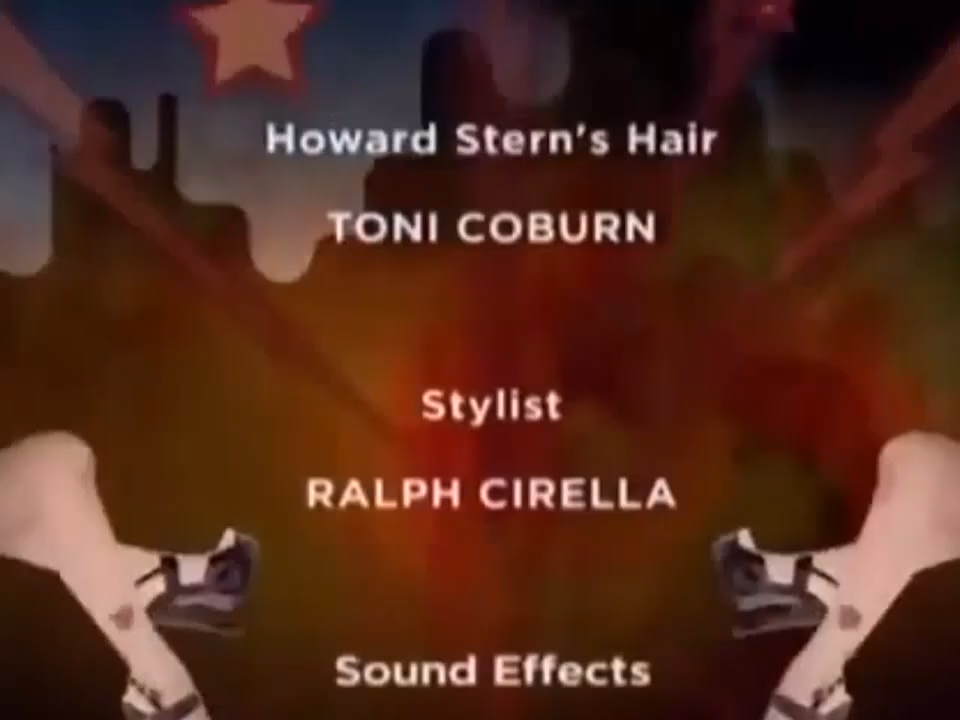 Howard Stern's Hair
TONI COBURN
Stylist
RALPH CIRELLA
Sound Effects